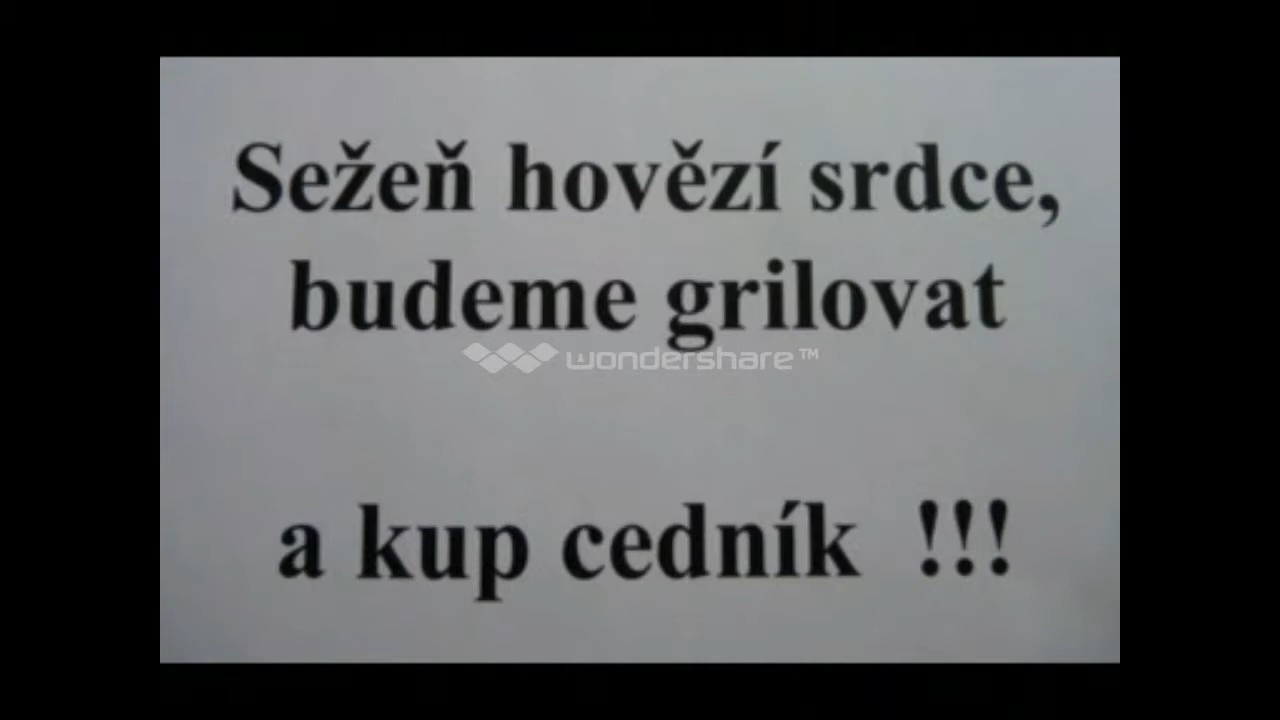 Sežeň hovězí srdce,
budeme grilovat
wondershare™
a kup cedník !!!